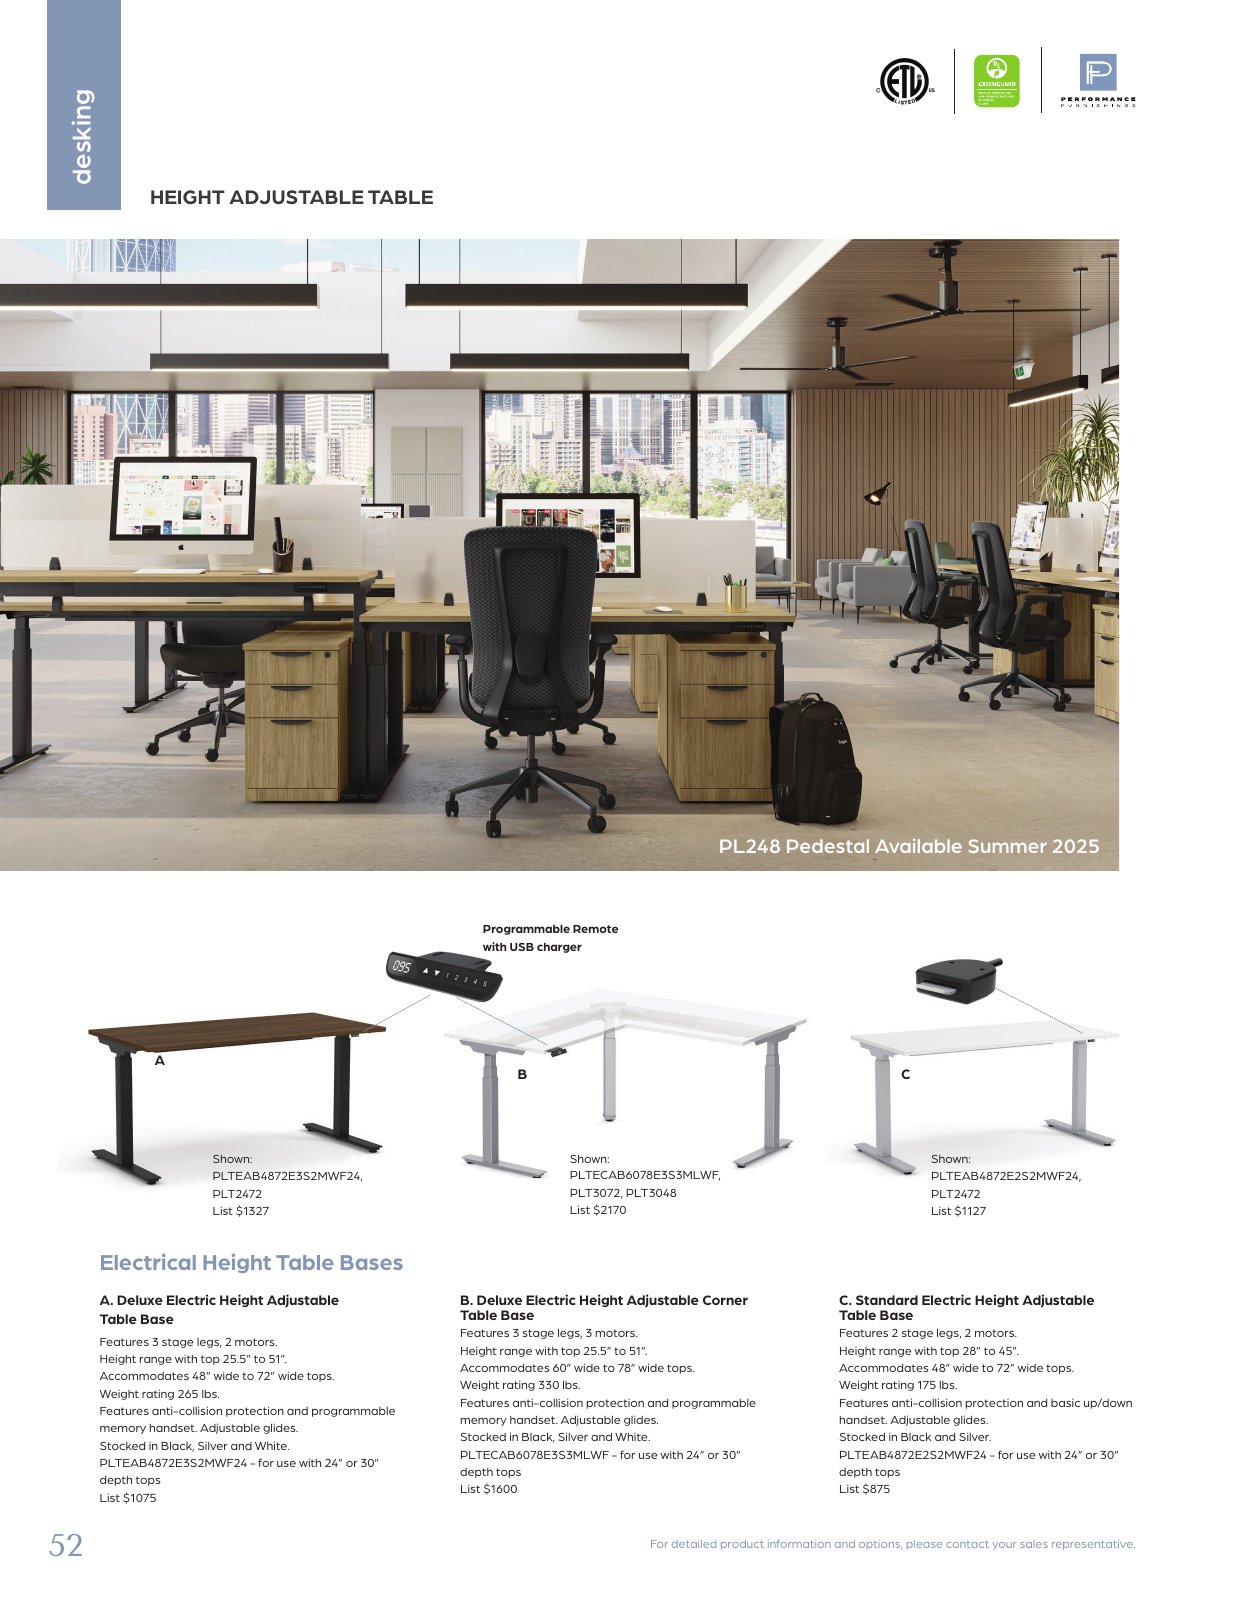 desking
C ETL US
LISTED
GREENGUARD
PERFORMANCE
FURNISHINGS
HEIGHT ADJUSTABLE TABLE
PL248 Pedestal Available Summer 2025
Programmable Remote
with USB charger
095 1 2 3 4 5
A
B
C
Shown:
PLTEAB4872E3S2MWF24,
PLT2472
List $1327
Shown:
PLTECAB6078E3S3MLWF,
PLT3072, PLT3048
List $2170
Shown:
PLTEAB4872E2S2MWF24,
PLT2472
List $1127
Electrical Height Table Bases
A. Deluxe Electric Height Adjustable
Table Base
Features 3 stage legs, 2 motors.
Height range with top 25.5” to 51”.
Accommodates 48” wide to 72” wide tops.
Weight rating 265 lbs.
Features anti-collision protection and programmable
memory handset. Adjustable glides.
Stocked in Black, Silver and White.
PLTEAB4872E3S2MWF24 - for use with 24” or 30”
depth tops
List $1075
B. Deluxe Electric Height Adjustable Corner
Table Base
Features 3 stage legs, 3 motors.
Height range with top 25.5” to 51”.
Accommodates 60” wide to 78” wide tops.
Weight rating 330 lbs.
Features anti-collision protection and programmable
memory handset. Adjustable glides.
Stocked in Black, Silver and White.
PLTECAB6078E3S3MLWF - for use with 24” or 30”
depth tops
List $1600
C. Standard Electric Height Adjustable
Table Base
Features 2 stage legs, 2 motors.
Height range with top 28” to 45”.
Accommodates 48” wide to 72” wide tops.
Weight rating 175 lbs.
Features anti-collision protection and basic up/down
handset. Adjustable glides.
Stocked in Black and Silver.
PLTEAB4872E2S2MWF24 - for use with 24” or 30”
depth tops
List $875
52
For detailed product information and options, please contact your sales representative.